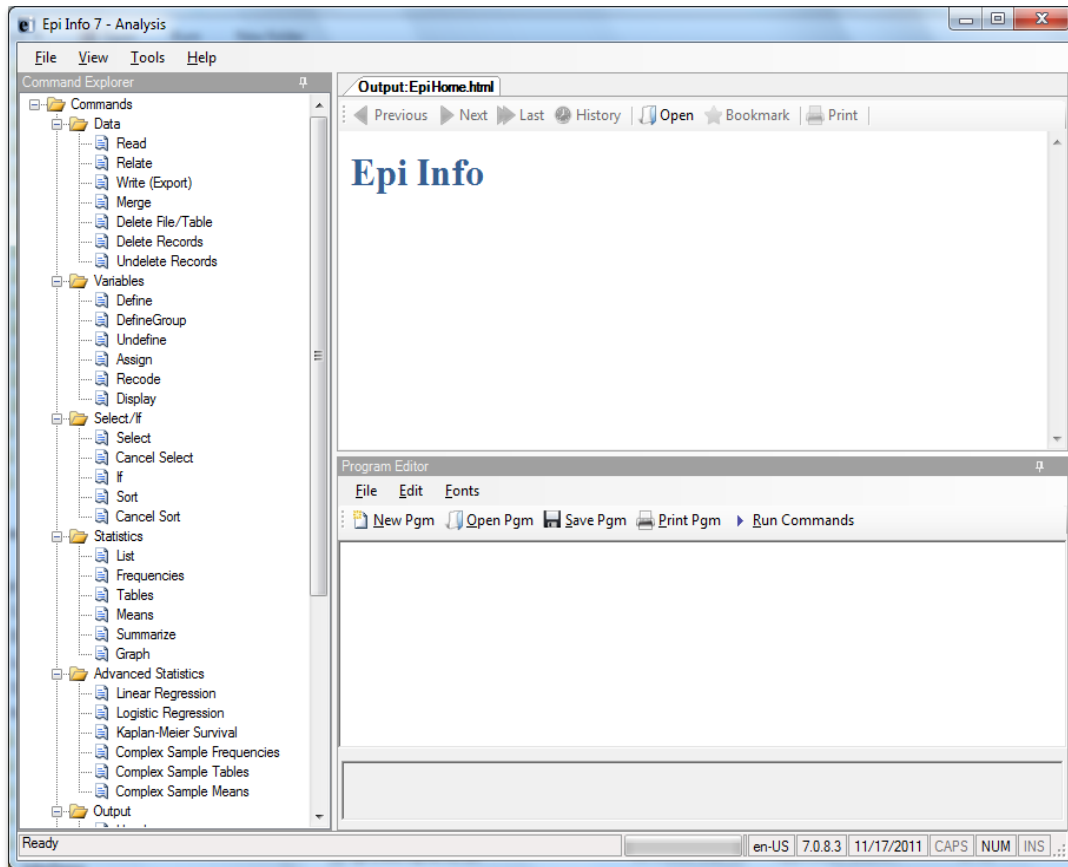 Epi Info 7 - Analysis
File View Tools Help
Command Explorer
Commands
Data
Read
Relate
Write (Export)
Merge
Delete File/Table
Delete Records
Undelete Records
Variables
Define
DefineGroup
Undefine
Assign
Recode
Display
Select/If
Select
Cancel Select
If
Sort
Cancel Sort
Statistics
List
Frequencies
Tables
Means
Summarize
Graph
Advanced Statistics
Linear Regression
Logistic Regression
Kaplan-Meier Survival
Complex Sample Frequencies
Complex Sample Tables
Complex Sample Means
Output
Output:EpiHome.html
Previous Next Last History Open Bookmark Print
Epi Info
Program Editor
File Edit Fonts
New Pgm Open Pgm Save Pgm Print Pgm Run Commands
Ready en-US 7.0.8.3 11/17/2011 CAPS NUM INS